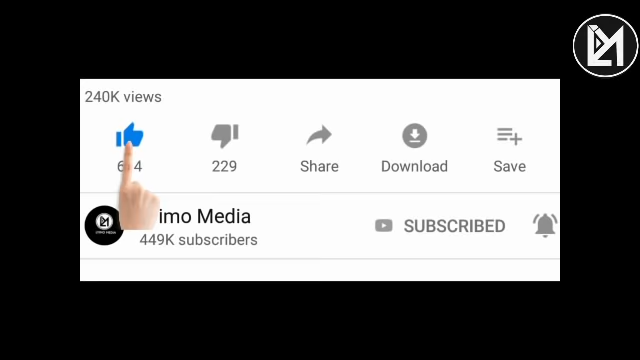 240K views
229
Share
Download
Save
imo Media
SUBSCRIBED
449K subscribers